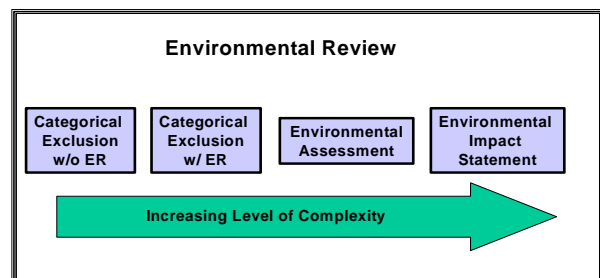 Environmental Review
Categorical
Exclusion
w/o ER
Categorical
Exclusion
w/ ER
Environmental
Assessment
Environmental
Impact
Statement
Increasing Level of Complexity